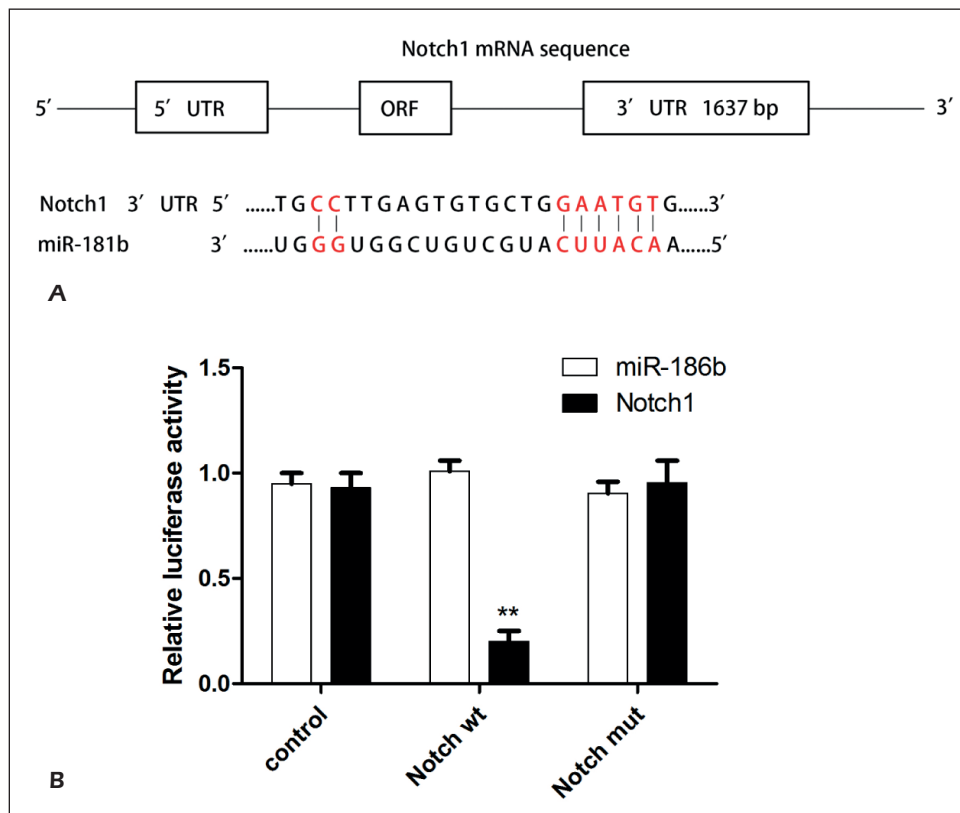 Notch1 mRNA sequence
5′ 5′ UTR ORF 3′ UTR 1637 bp 3′
Notch1 3′ UTR 5′ ......TGCCTTGAGTGTGCTGGAATGTG......3′
miR-181b 3′ ......UGGGUGGCUGUCGUACUUACAA......5′
A
1.5
1.0
0.5
0.0
Relative luciferase activity
miR-186b
Notch1
**
control
Notch wt
Notch mut
B